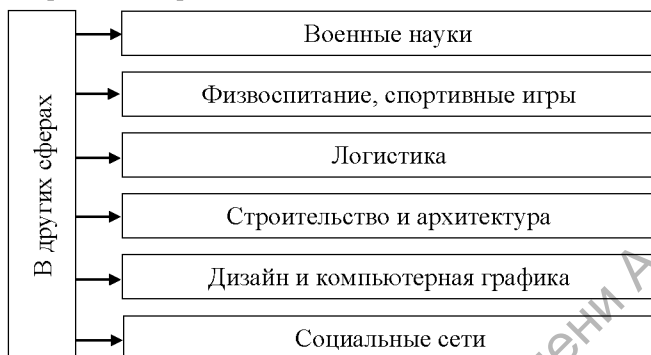 В других сферах
Военные науки
Физвоспитание, спортивные игры
Логистика
Строительство и архитектура
Дизайн и компьютерная графика
Социальные сети